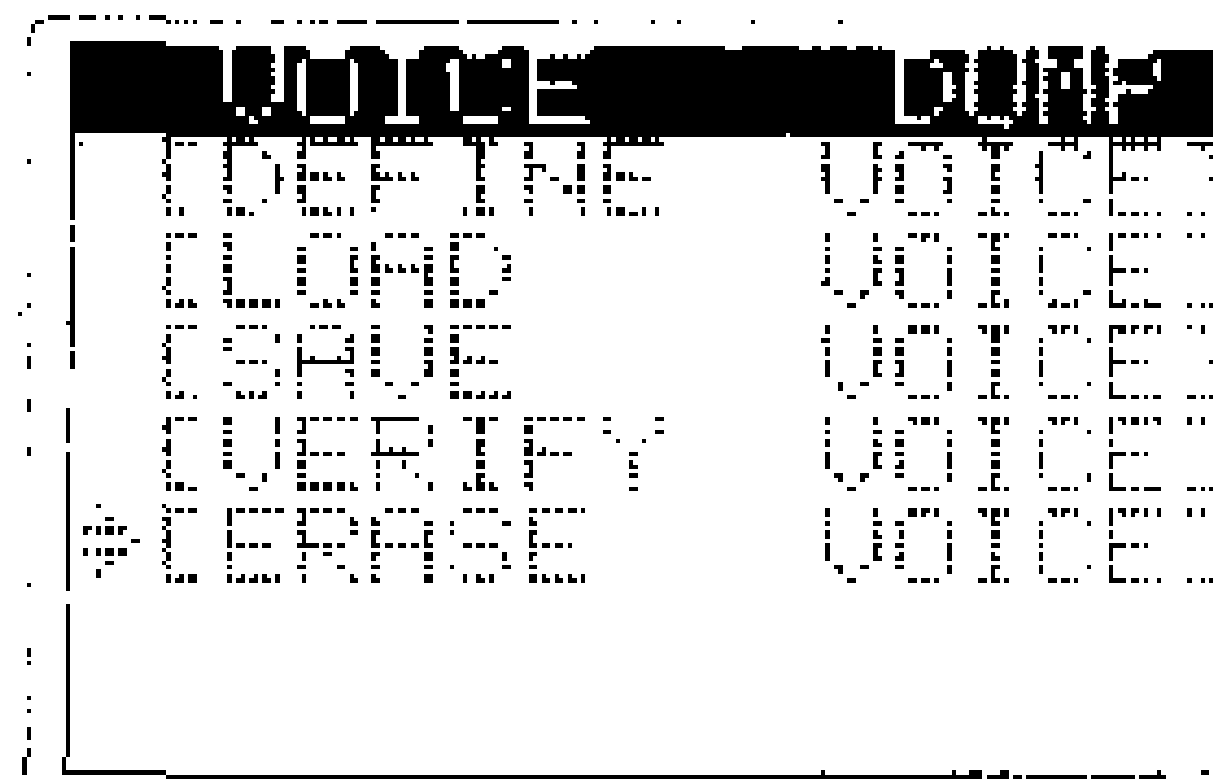 VOICE DUMP
[DEFINE VOICE]
[LOAD VOICE]
[SAVE VOICE]
[VERIFY VOICE]
[ERASE VOICE]